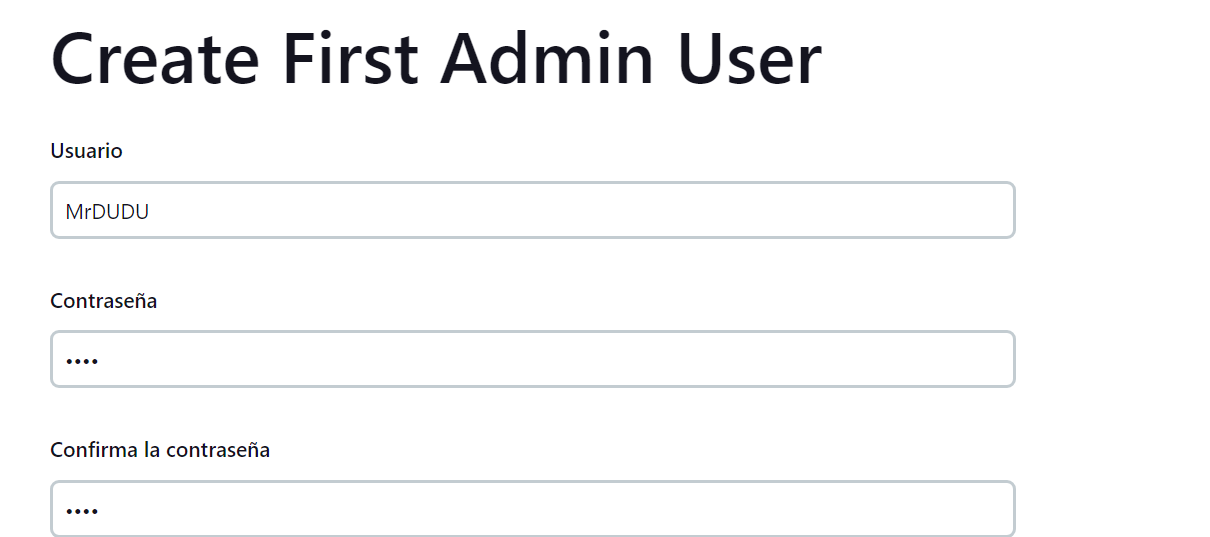 Create First Admin User
Usuario
MrDUDU
Contraseña
••••
Confirma la contraseña
••••